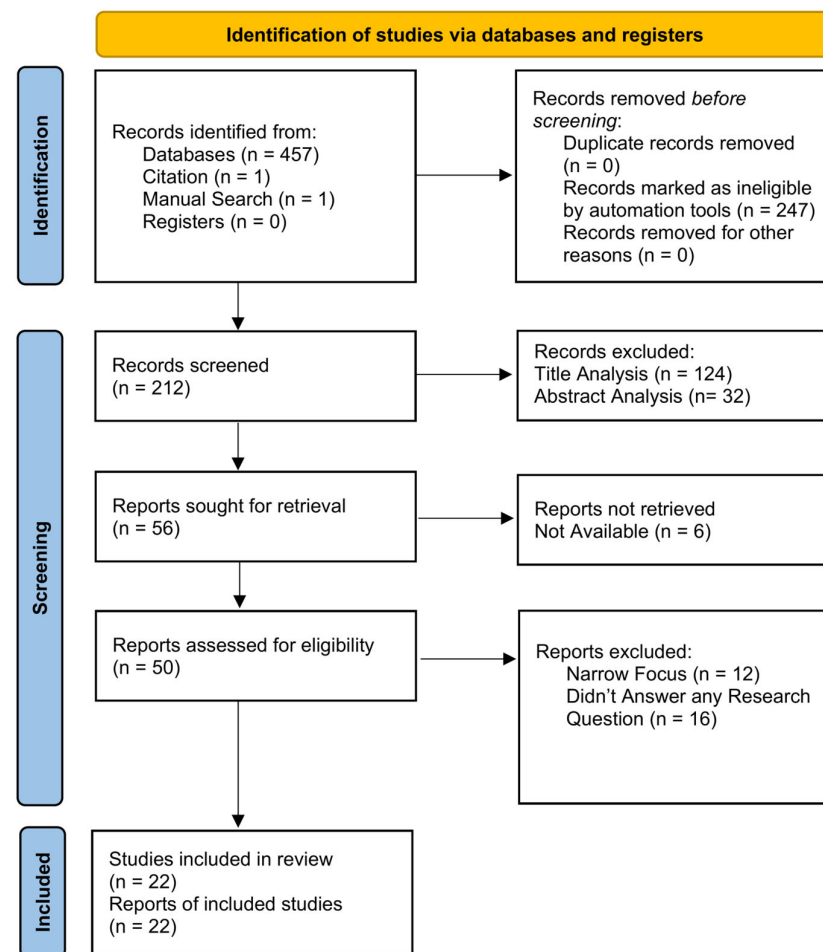 Identification of studies via databases and registers
Identification
Records identified from:
Databases (n = 457)
Citation (n = 1)
Manual Search (n = 1)
Registers (n = 0)
Records removed before
screening:
Duplicate records removed
(n = 0)
Records marked as ineligible
by automation tools (n = 247)
Records removed for other
reasons (n = 0)
Screening
Records screened
(n = 212)
Records excluded:
Title Analysis (n = 124)
Abstract Analysis (n= 32)
Reports sought for retrieval
(n = 56)
Reports not retrieved
Not Available (n = 6)
Reports assessed for eligibility
(n = 50)
Reports excluded:
Narrow Focus (n = 12)
Didn’t Answer any Research
Question (n = 16)
Included
Studies included in review
(n = 22)
Reports of included studies
(n = 22)